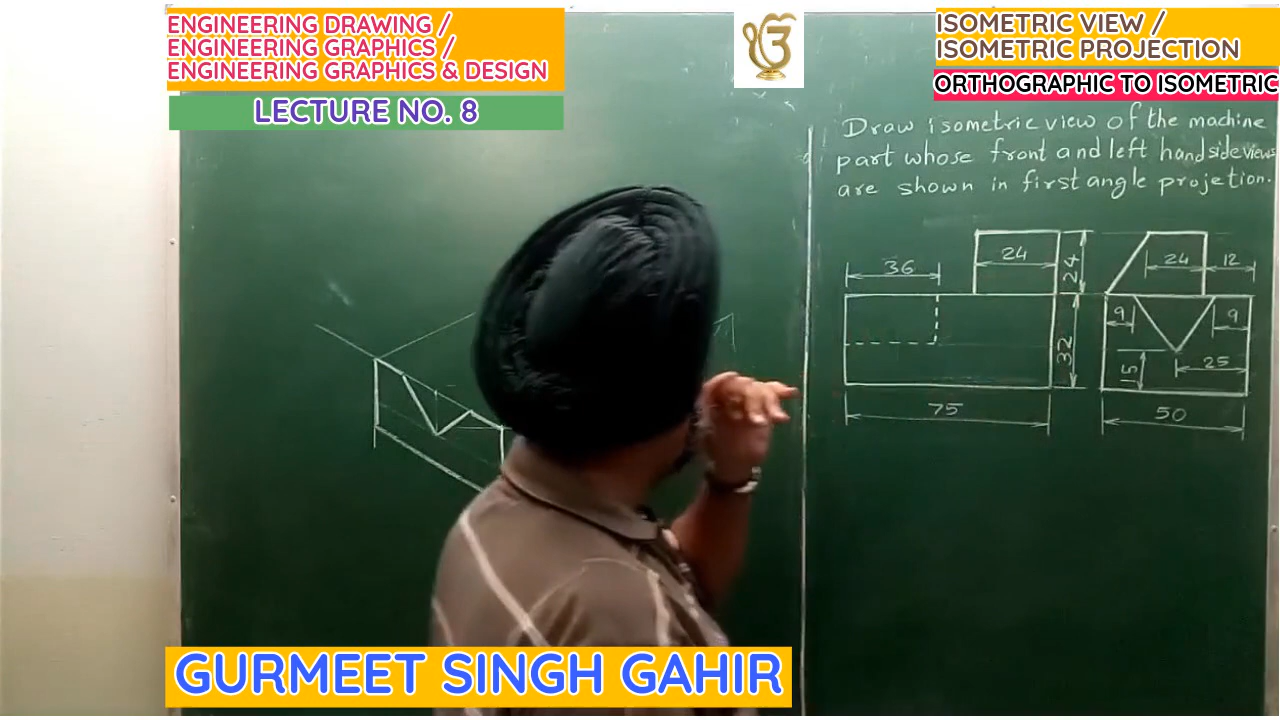 ENGINEERING DRAWING /
ENGINEERING GRAPHICS /
ENGINEERING GRAPHICS & DESIGN
LECTURE NO. 8
ੴ
ISOMETRIC VIEW /
ISOMETRIC PROJECTION
ORTHOGRAPHIC TO ISOMETRIC
Draw isometric view of the machine
part whose front and left hand side views
are shown in first angle projetion.
36
24
24
24
12
32
9
9
15
25
75
50
GURMEET SINGH GAHIR